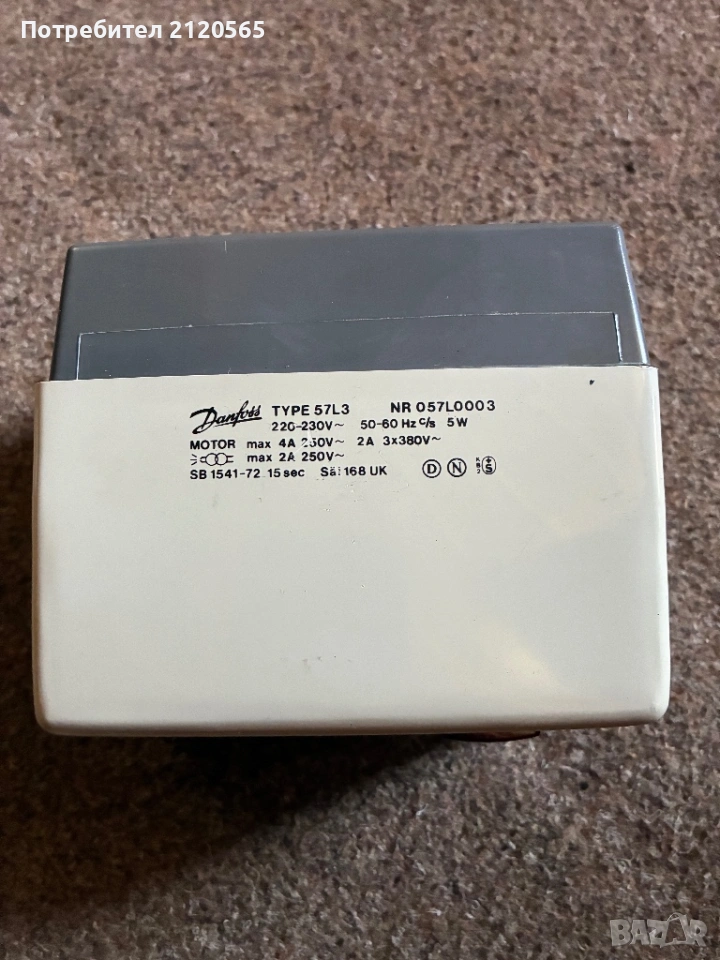 Потребител 2120565
Danfoss TYPE 57L3 NR 057L0003
220-230V~ 50-60 Hz c/s 5W
MOTOR max 4A 250V~ 2A 3x380V~
max 2A 250V~
SB 1541-72 15 sec 168 UK D N S
BAZAR